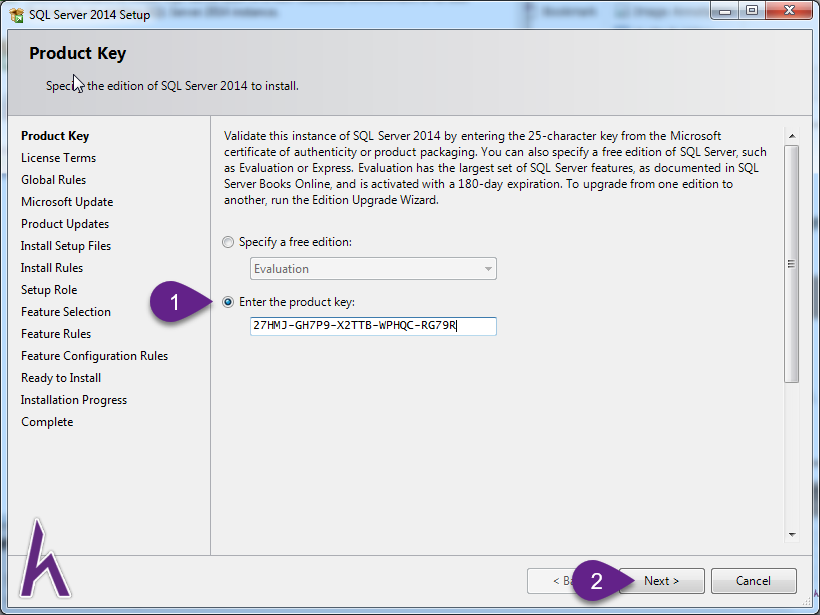 SQL Server 2014 Setup
Product Key
Specify the edition of SQL Server 2014 to install.
Product Key
License Terms
Global Rules
Microsoft Update
Product Updates
Install Setup Files
Install Rules
Setup Role
Feature Selection
Feature Rules
Feature Configuration Rules
Ready to Install
Installation Progress
Complete
Validate this instance of SQL Server 2014 by entering the 25-character key from the Microsoft
certificate of authenticity or product packaging. You can also specify a free edition of SQL Server, such
as Evaluation or Express. Evaluation has the largest set of SQL Server features, as documented in SQL
Server Books Online, and is activated with a 180-day expiration. To upgrade from one edition to
another, run the Edition Upgrade Wizard.
Specify a free edition:
Evaluation
1
Enter the product key:
27HMJ-GH7P9-X2TTB-WPHQC-RG79R
< Ba
2
Next >
Cancel